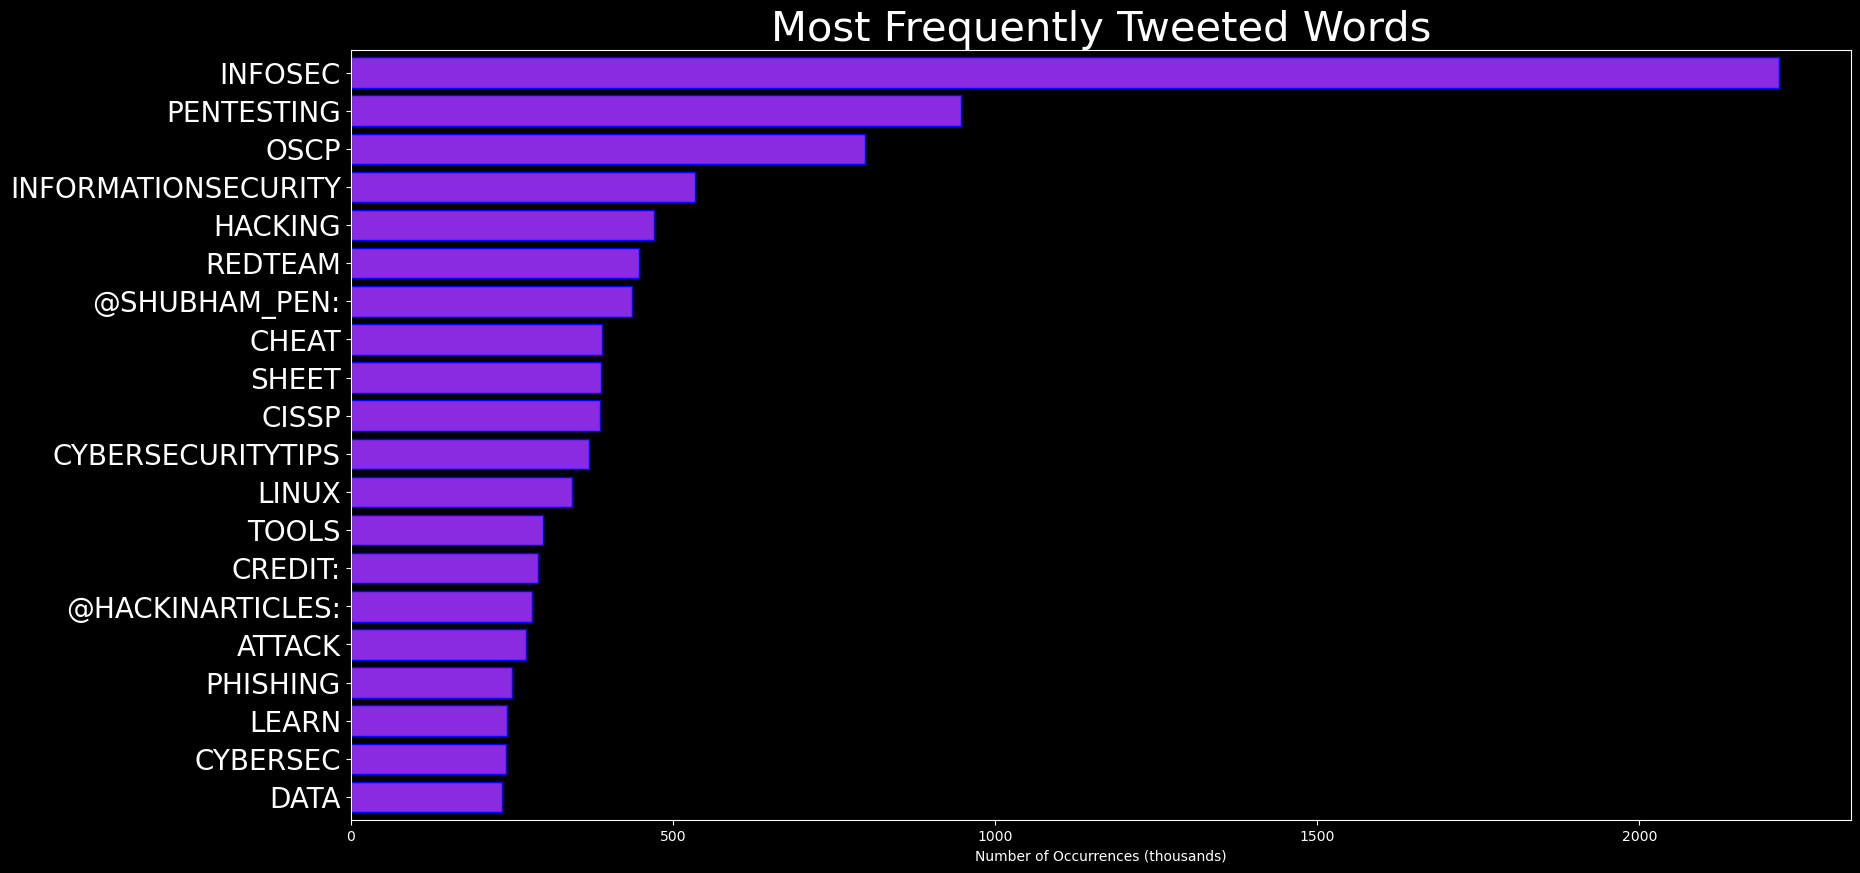 Most Frequently Tweeted Words
INFOSEC
PENTESTING
OSCP
INFORMATIONSECURITY
HACKING
REDTEAM
@SHUBHAM_PEN:
CHEAT
SHEET
CISSP
CYBERSECURITYTIPS
LINUX
TOOLS
CREDIT:
@HACKINARTICLES:
ATTACK
PHISHING
LEARN
CYBERSEC
DATA
0 500 1000 1500 2000
Number of Occurrences (thousands)